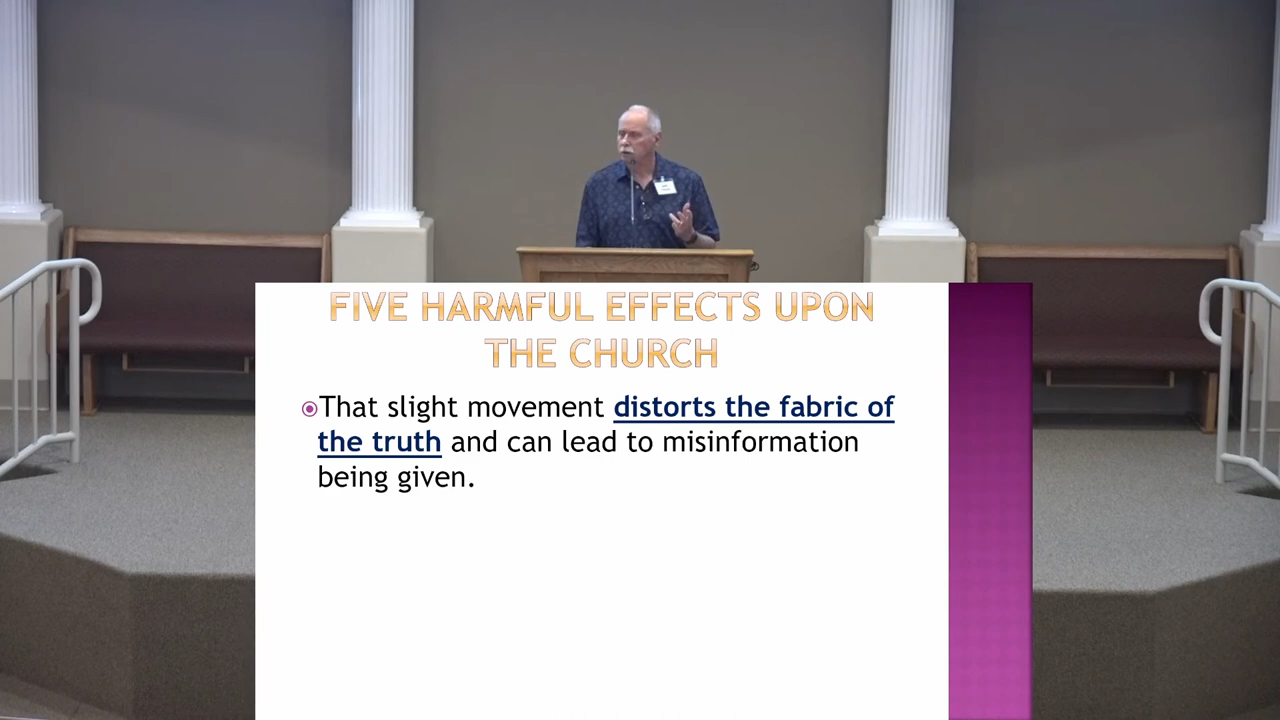 FIVE HARMFUL EFFECTS UPON
THE CHURCH
That slight movement distorts the fabric of
the truth and can lead to misinformation
being given.